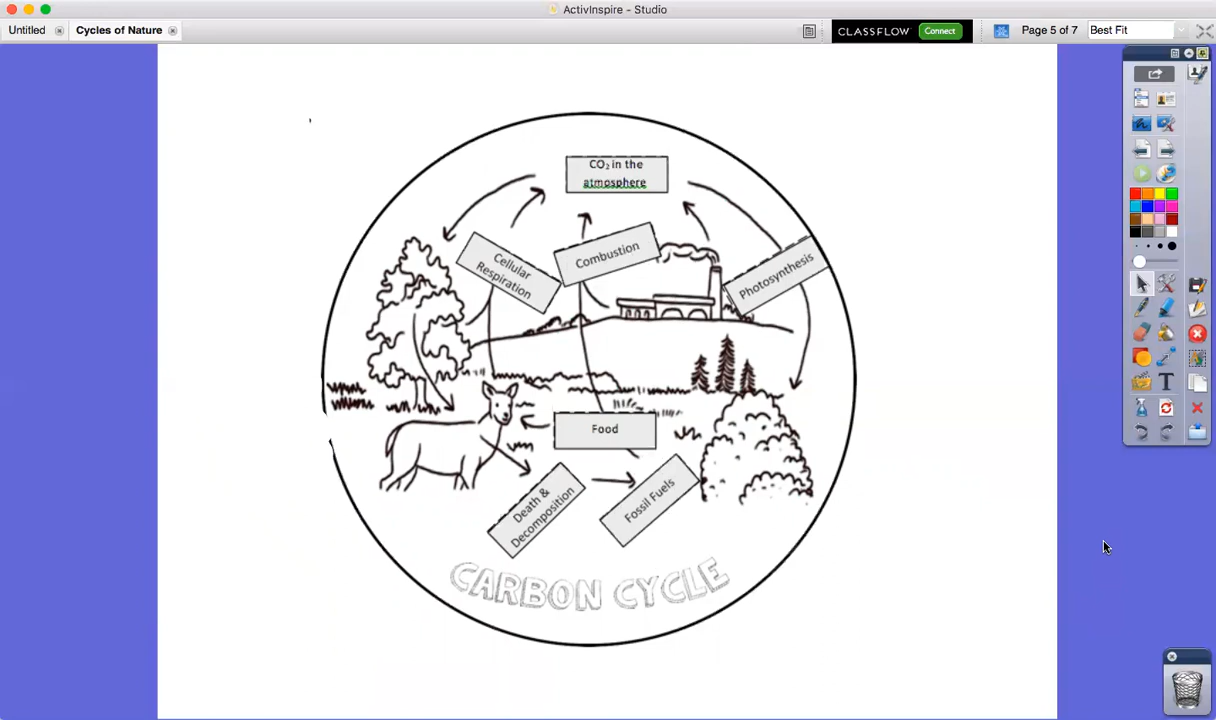 ActivInspire - Studio
Untitled
Cycles of Nature
CLASSFLOW
Connect
Page 5 of 7
Best Fit
CO₂ in the
atmosphere
Cellular
Respiration
Combustion
Photosynthesis
Food
Death &
Decomposition
Fossil Fuels
CARBON CYCLE
T